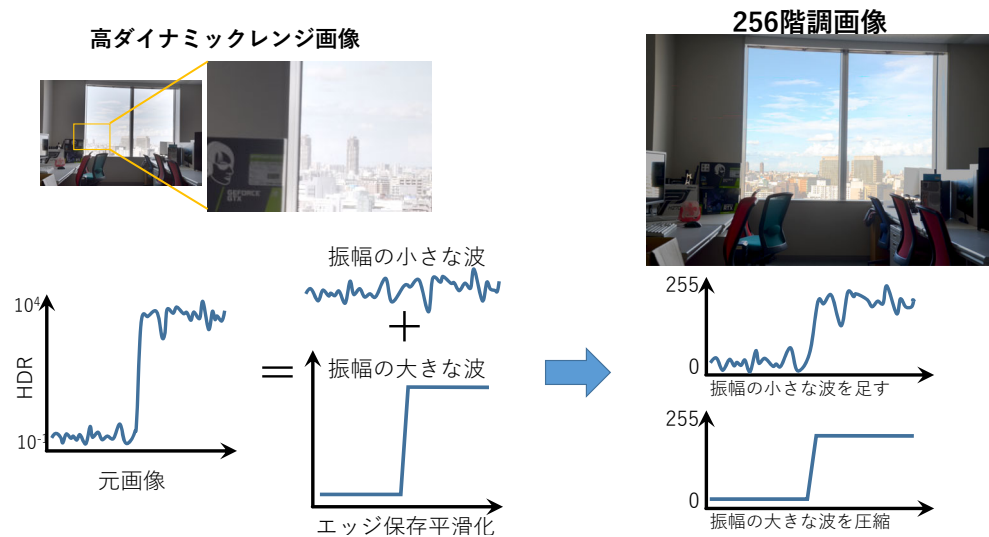 高ダイナミックレンジ画像
256階調画像
GEFORCE
GTX
振幅の小さな波
+
=
振幅の大きな波
10⁴
HDR
10⁻¹
元画像
エッジ保存平滑化
255
0
振幅の小さな波を足す
255
0
振幅の大きな波を圧縮